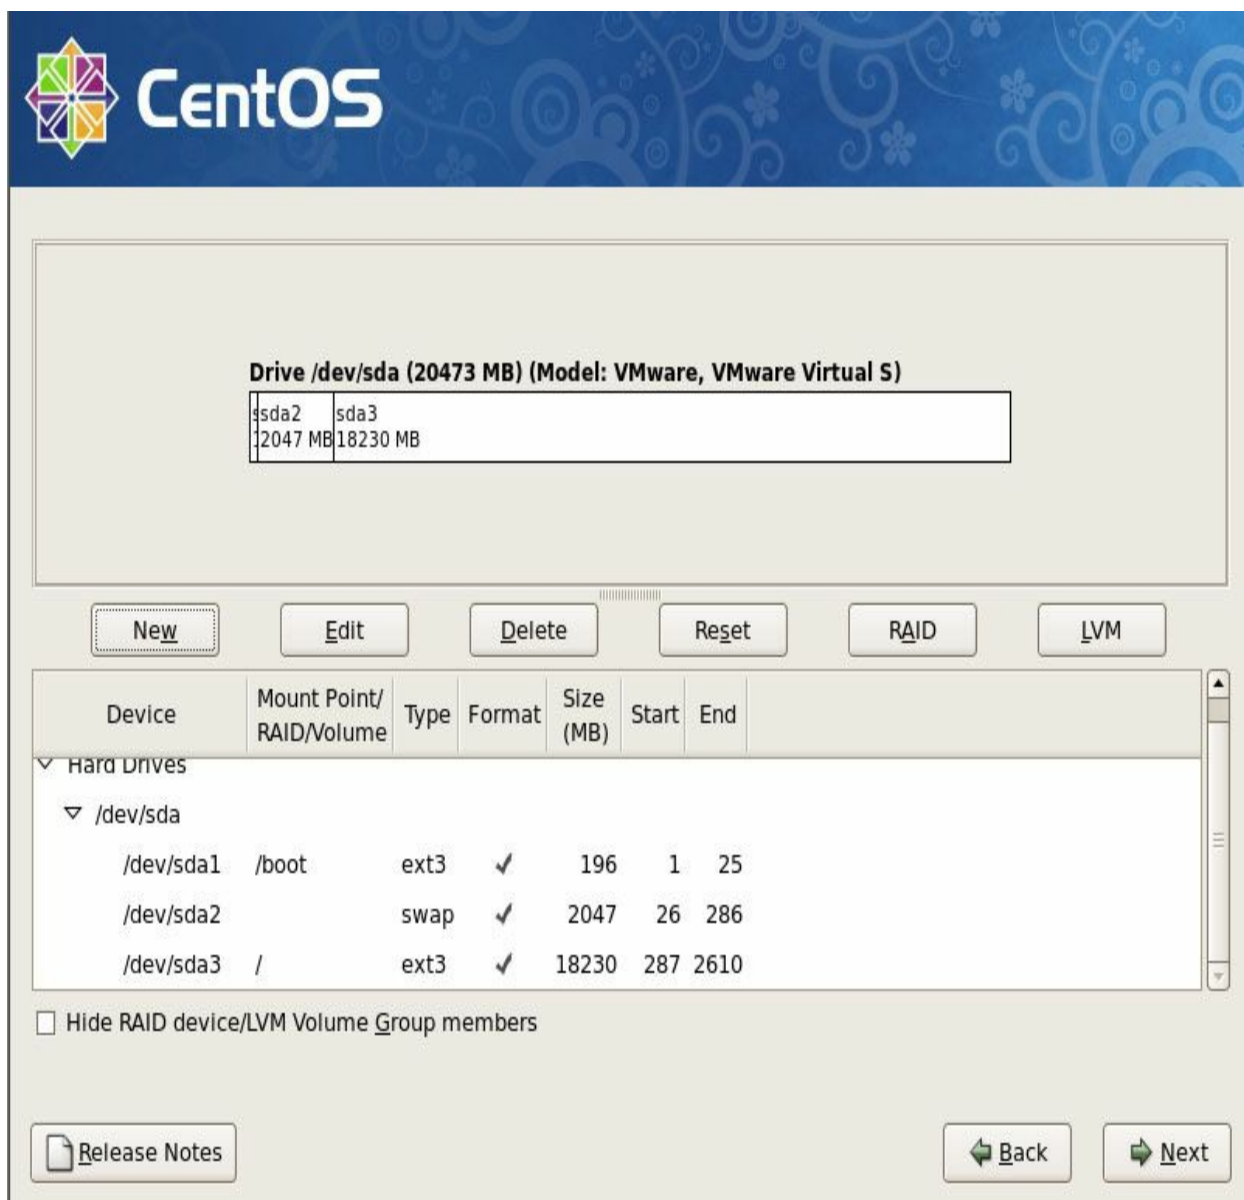 CentOS
Drive /dev/sda (20473 MB) (Model: VMware, VMware Virtual S)
sda2 sda3
2047 MB 18230 MB
New Edit Delete Reset RAID LVM
Device Mount Point/ RAID/Volume Type Format Size (MB) Start End
Hard Drives
/dev/sda
/dev/sda1 /boot ext3 196 1 25
/dev/sda2 swap 2047 26 286
/dev/sda3 / ext3 18230 287 2610
Hide RAID device/LVM Volume Group members
Release Notes Back Next